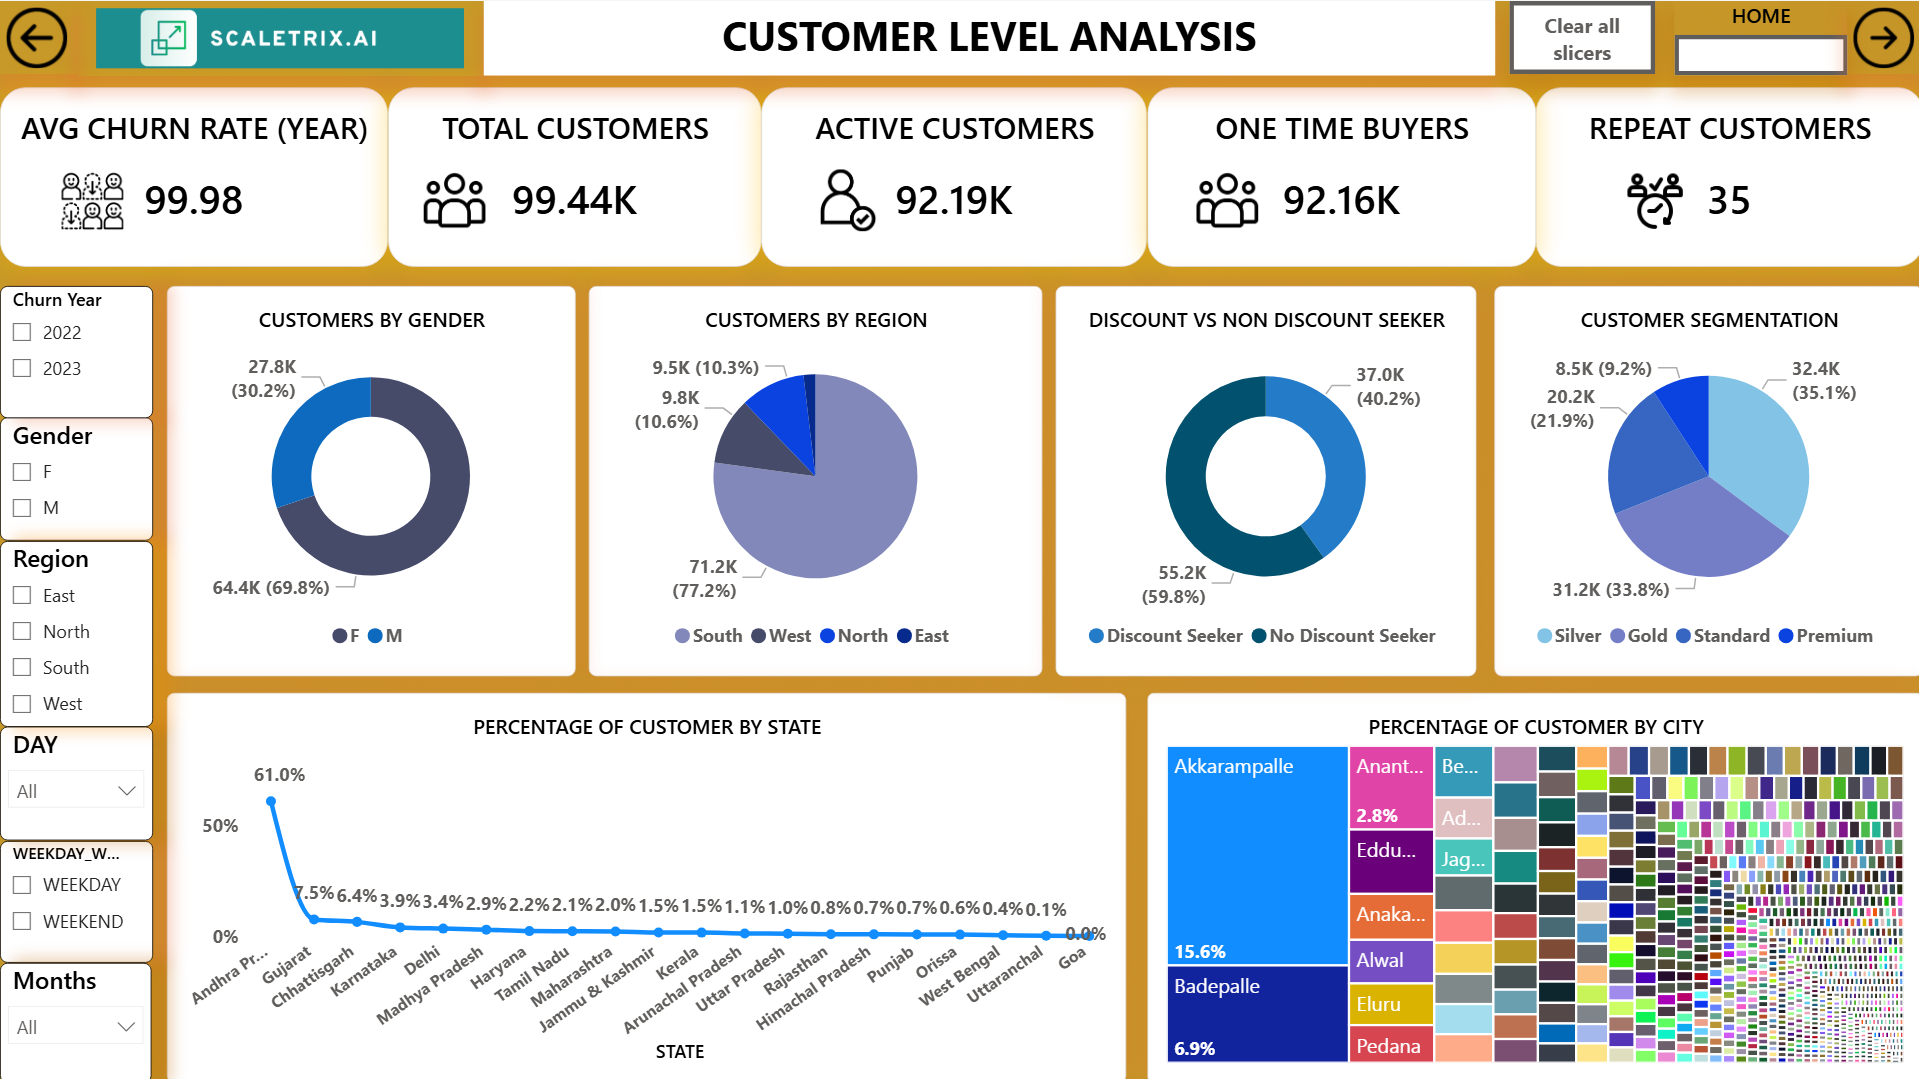 SCALETRIX.AI
CUSTOMER LEVEL ANALYSIS
Clear all
slicers
HOME
AVG CHURN RATE (YEAR)
99.98
TOTAL CUSTOMERS
99.44K
ACTIVE CUSTOMERS
92.19K
ONE TIME BUYERS
92.16K
REPEAT CUSTOMERS
35
Churn Year
2022
2023
Gender
F
M
Region
East
North
South
West
DAY
All
WEEKDAY_W...
WEEKDAY
WEEKEND
Months
All
CUSTOMERS BY GENDER
27.8K
(30.2%)
64.4K (69.8%)
F M
CUSTOMERS BY REGION
9.5K (10.3%)
9.8K
(10.6%)
71.2K
(77.2%)
South West North East
DISCOUNT VS NON DISCOUNT SEEKER
37.0K
(40.2%)
55.2K
(59.8%)
Discount Seeker No Discount Seeker
CUSTOMER SEGMENTATION
8.5K (9.2%)
32.4K
(35.1%)
20.2K
(21.9%)
31.2K (33.8%)
Silver Gold Standard Premium
PERCENTAGE OF CUSTOMER BY STATE
61.0%
50%
7.5% 6.4% 3.9% 3.4% 2.9% 2.2% 2.1% 2.0% 1.5% 1.5% 1.1% 1.0% 0.8% 0.7% 0.7% 0.6% 0.4% 0.1%
0.0%
0%
Andhra Pr...
Gujarat
Chhattisgarh
Karnataka
Delhi
Madhya Pradesh
Haryana
Tamil Nadu
Maharashtra
Jammu & Kashmir
Kerala
Arunachal Pradesh
Uttar Pradesh
Rajasthan
Himachal Pradesh
Punjab
Orissa
West Bengal
Uttaranchal
Goa
STATE
PERCENTAGE OF CUSTOMER BY CITY
Akkarampalle
15.6%
Badepalle
6.9%
Anant...
2.8%
Eddu...
Anaka...
Alwal
Eluru
Pedana
Be...
Ad...
Jag...